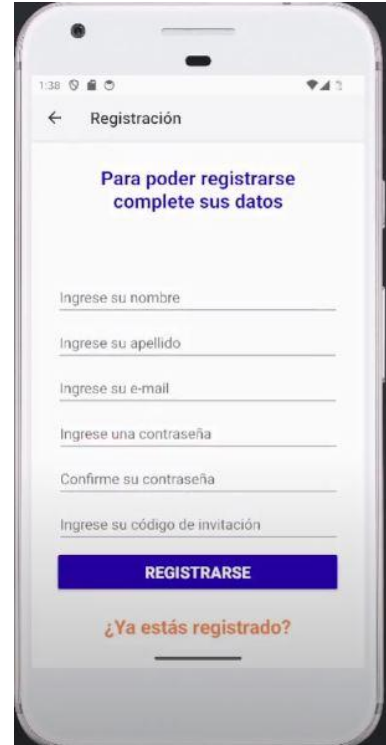 1:38
Registración
Para poder registrarse
complete sus datos
Ingrese su nombre
Ingrese su apellido
Ingrese su e-mail
Ingrese una contraseña
Confirme su contraseña
Ingrese su código de invitación
REGISTRARSE
¿Ya estás registrado?